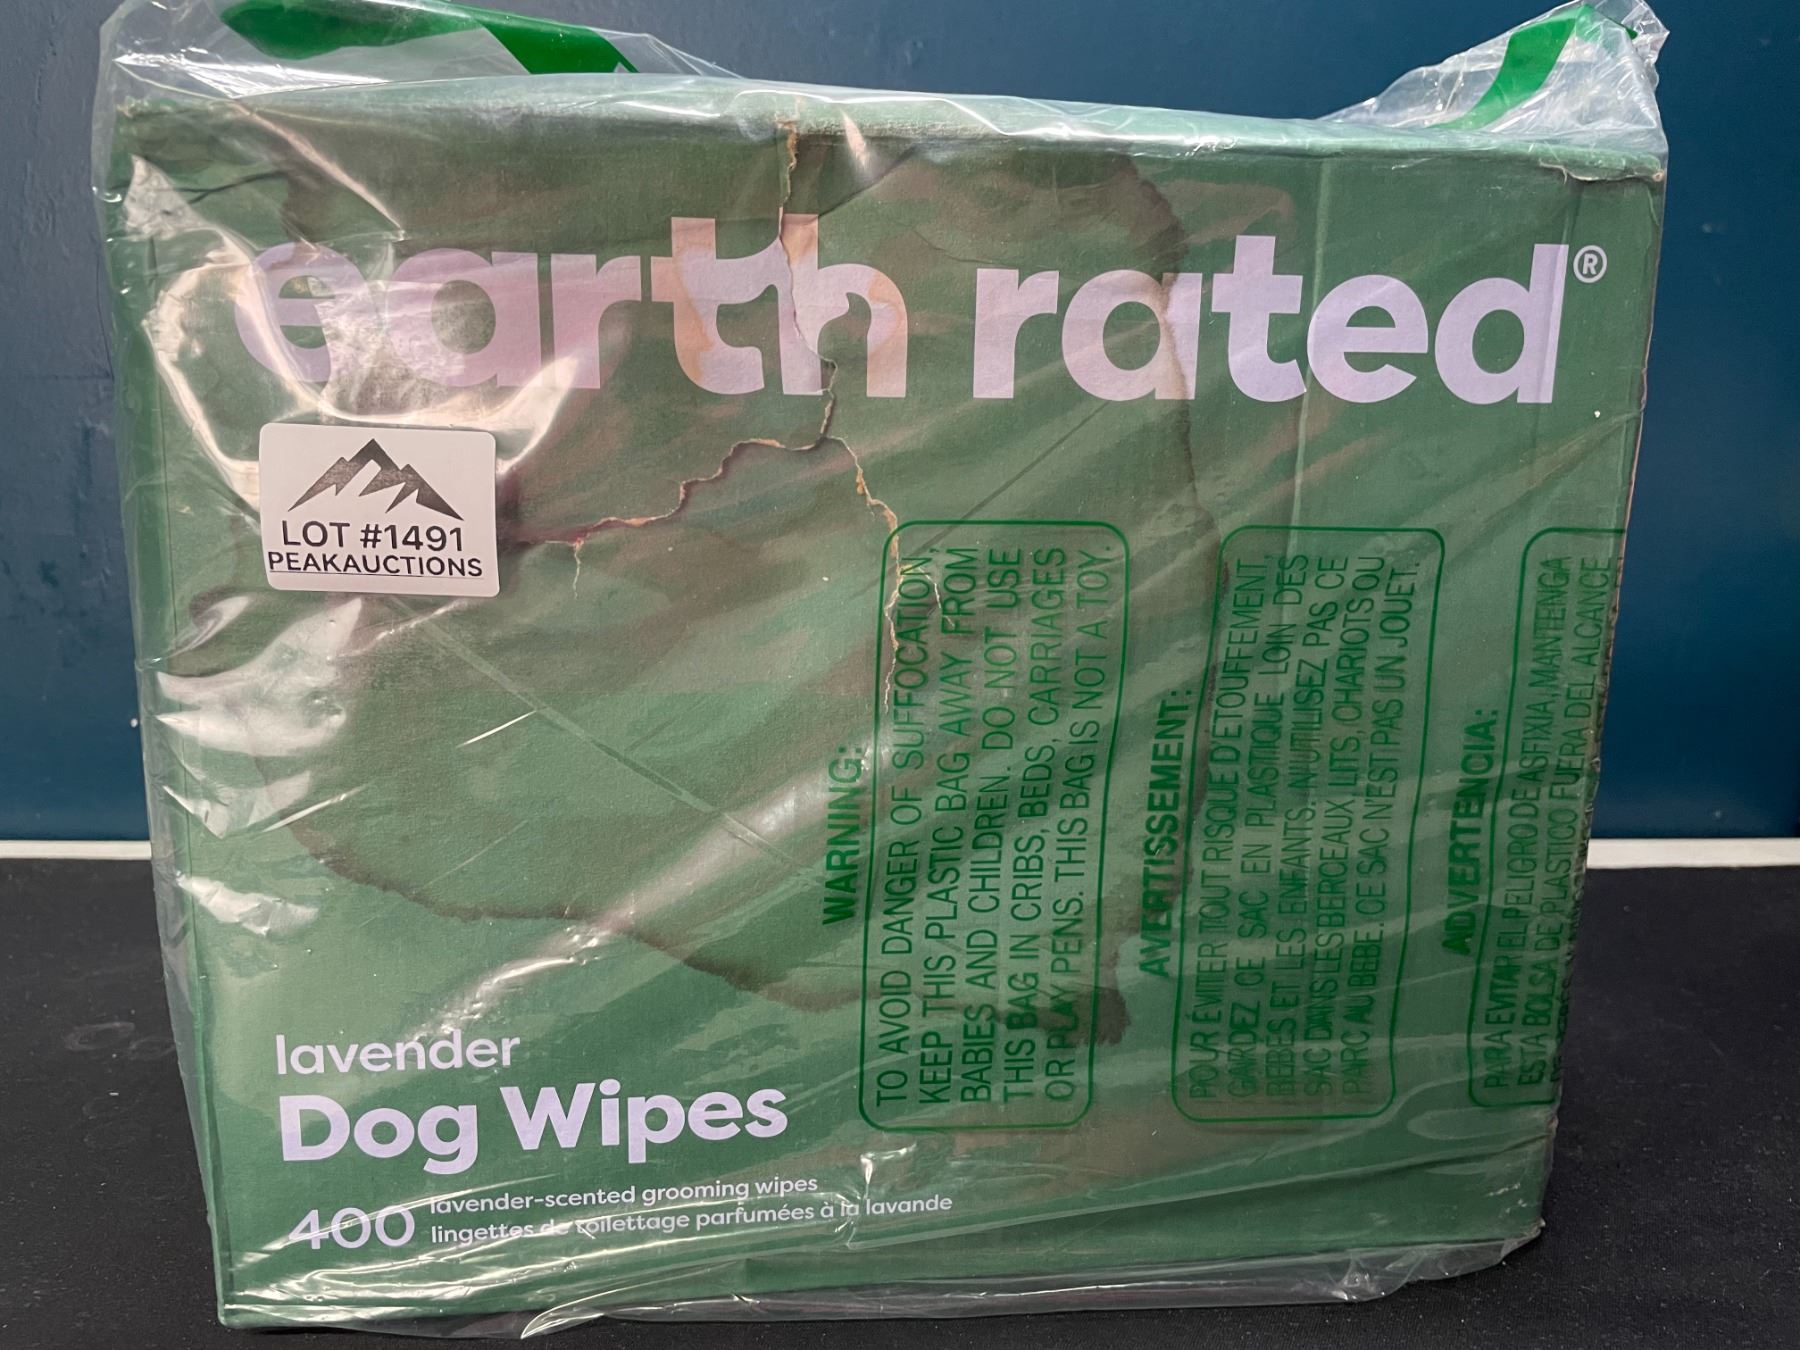 earth rated®
LOT #1491
PEAKAUCTIONS
lavender
Dog Wipes
400
lavender-scented grooming wipes
lingettes de toilettage parfumées à la lavande
WARNING:
TO AVOID DANGER OF SUFFOCATION,
KEEP THIS PLASTIC BAG AWAY FROM
BABIES AND CHILDREN. DO NOT USE
THIS BAG IN CRIBS, BEDS, CARRIAGES
OR PLAY PENS. THIS BAG IS NOT A TOY.
AVERTISSEMENT:
POUR ÉVITER TOUT RISQUE D'ÉTOUFFEMENT,
GARDEZ CE SAC EN PLASTIQUE LOIN DES
BEBES ET LES ENFANTS. N'UTILISEZ PAS CE
SAC DANS LES BERCEAUX, LITS, CHARIOTS OU
PARC AU BEBE. CE SAC N'EST PAS UN JOUET.
ADVERTENCIA:
PARA EVITAR EL PELIGRO DE ASFIXIA, MANTENGA
ESTA BOLSA DE PLASTICO FUERA DEL ALCANCE